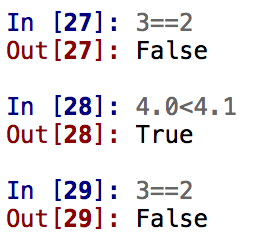 In [27]: 3==2
Out[27]: False
In [28]: 4.0<4.1
Out[28]: True
In [29]: 3==2
Out[29]: False